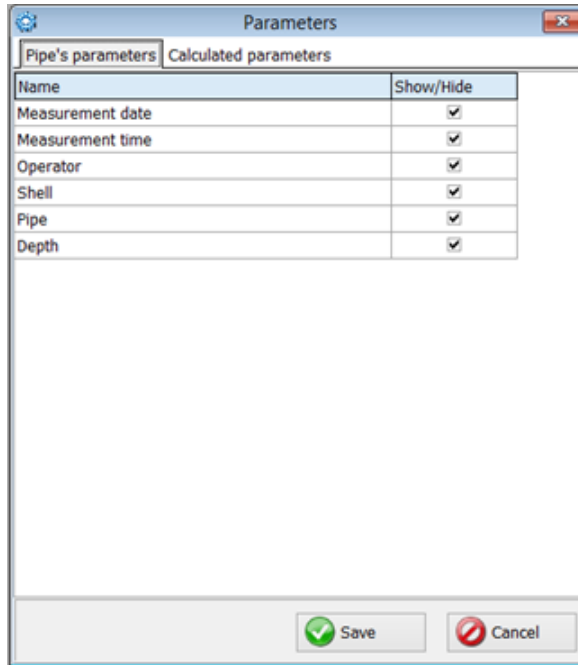 Parameters
Pipe's parameters Calculated parameters
Name Show/Hide
Measurement date
Measurement time
Operator
Shell
Pipe
Depth
Save Cancel